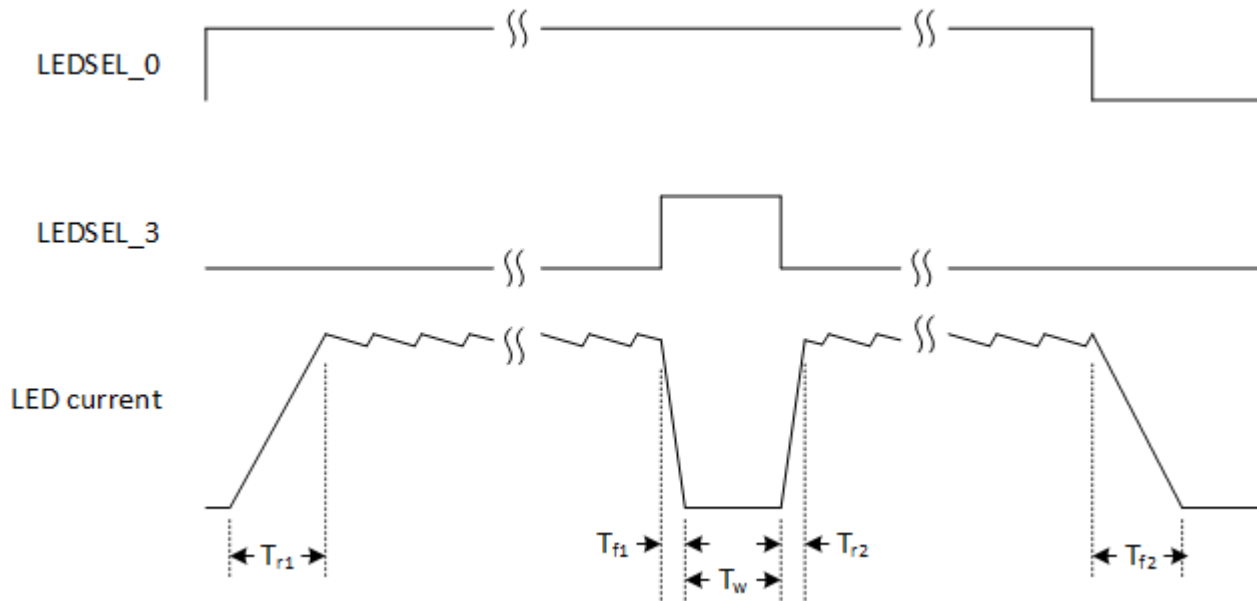 LEDSEL_0
LEDSEL_3
LED current
Tr1
Tf1
Tr2
Tf2
Tw